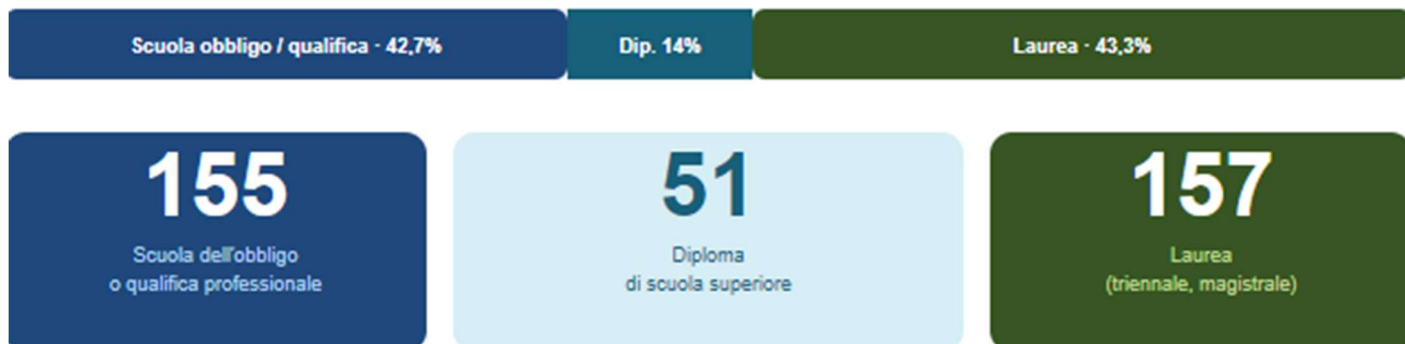 Scuola obbligo / qualifica - 42,7%
Dip. 14%
Laurea - 43,3%
155
Scuola dell'obbligo
o qualifica professionale
51
Diploma
di scuola superiore
157
Laurea
(triennale, magistrale)